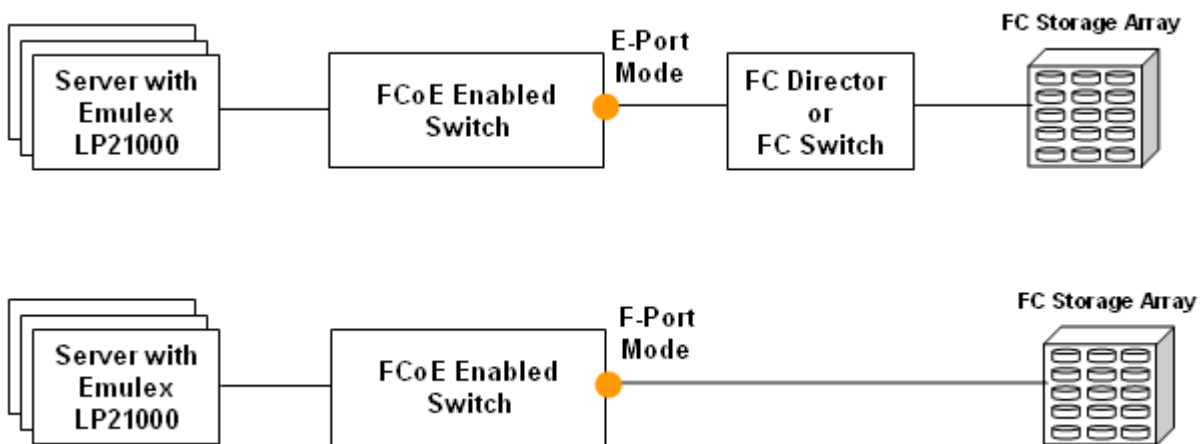 FC Storage Array
E-Port
Mode
Server with
Emulex
LP21000
FCoE Enabled
Switch
FC Director
or
FC Switch
FC Storage Array
F-Port
Mode
Server with
Emulex
LP21000
FCoE Enabled
Switch